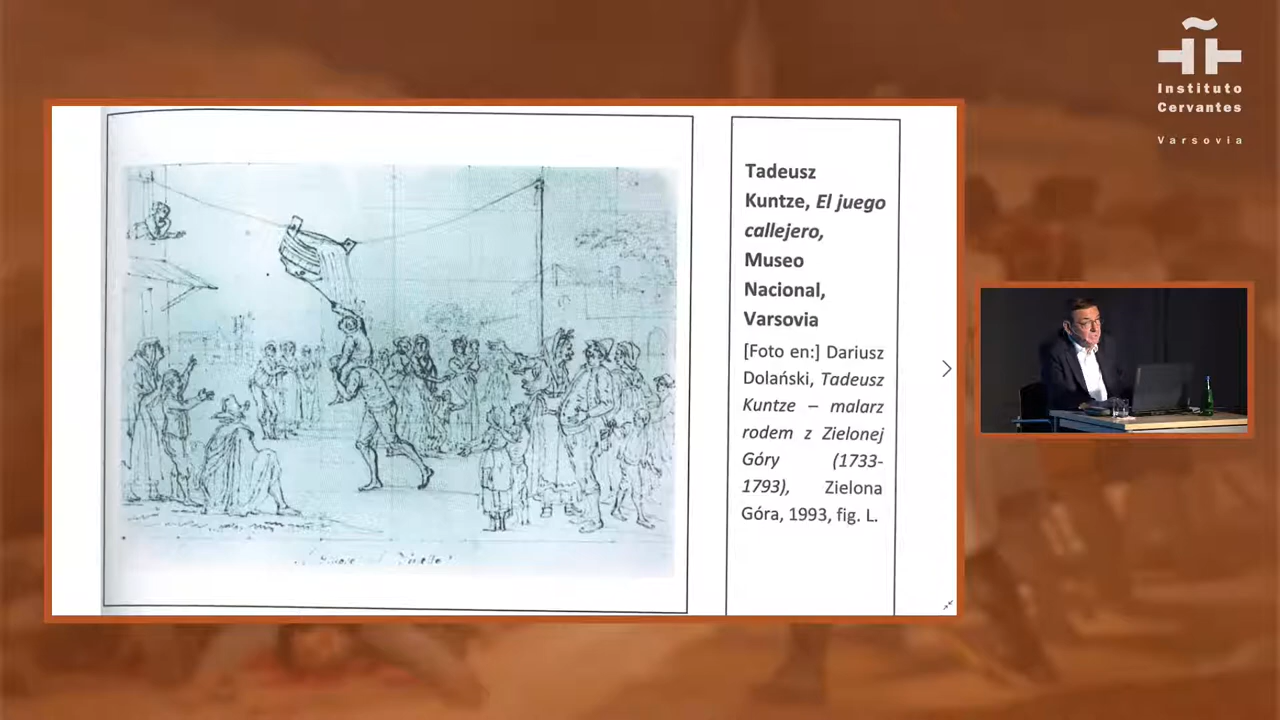 Instituto
Cervantes
Varsovia
Tadeusz
Kuntze, El juego
callejero,
Museo
Nacional,
Varsovia
[Foto en:] Dariusz
Dolański, Tadeusz
Kuntze – malarz
rodem z Zielonej
Góry (1733-
1793), Zielona
Góra, 1993, fig. L.